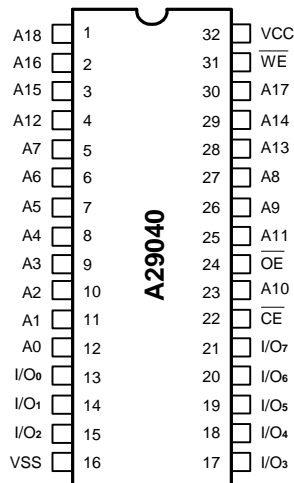 A18 1 32 VCC
A16 2 31 W̅E̅
A15 3 30 A17
A12 4 29 A14
A7 5 28 A13
A6 6 27 A8
A5 7 26 A9
A4 8 25 A11
A3 9 24 O̅E̅
A2 10 23 A10
A1 11 22 C̅E̅
A0 12 21 I/O₇
I/O₀ 13 20 I/O₆
I/O₁ 14 19 I/O₅
I/O₂ 15 18 I/O₄
VSS 16 17 I/O₃
A29040